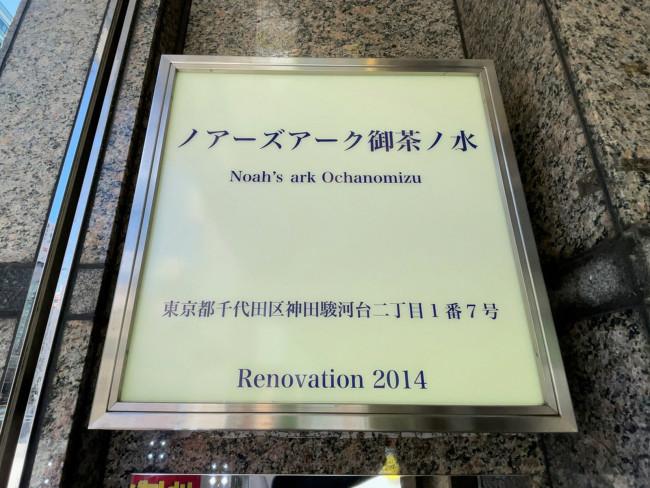 ノアーズアーク御茶ノ水
Noah's ark Ochanomizu
東京都千代田区神田駿河台二丁目1番7号
Renovation 2014